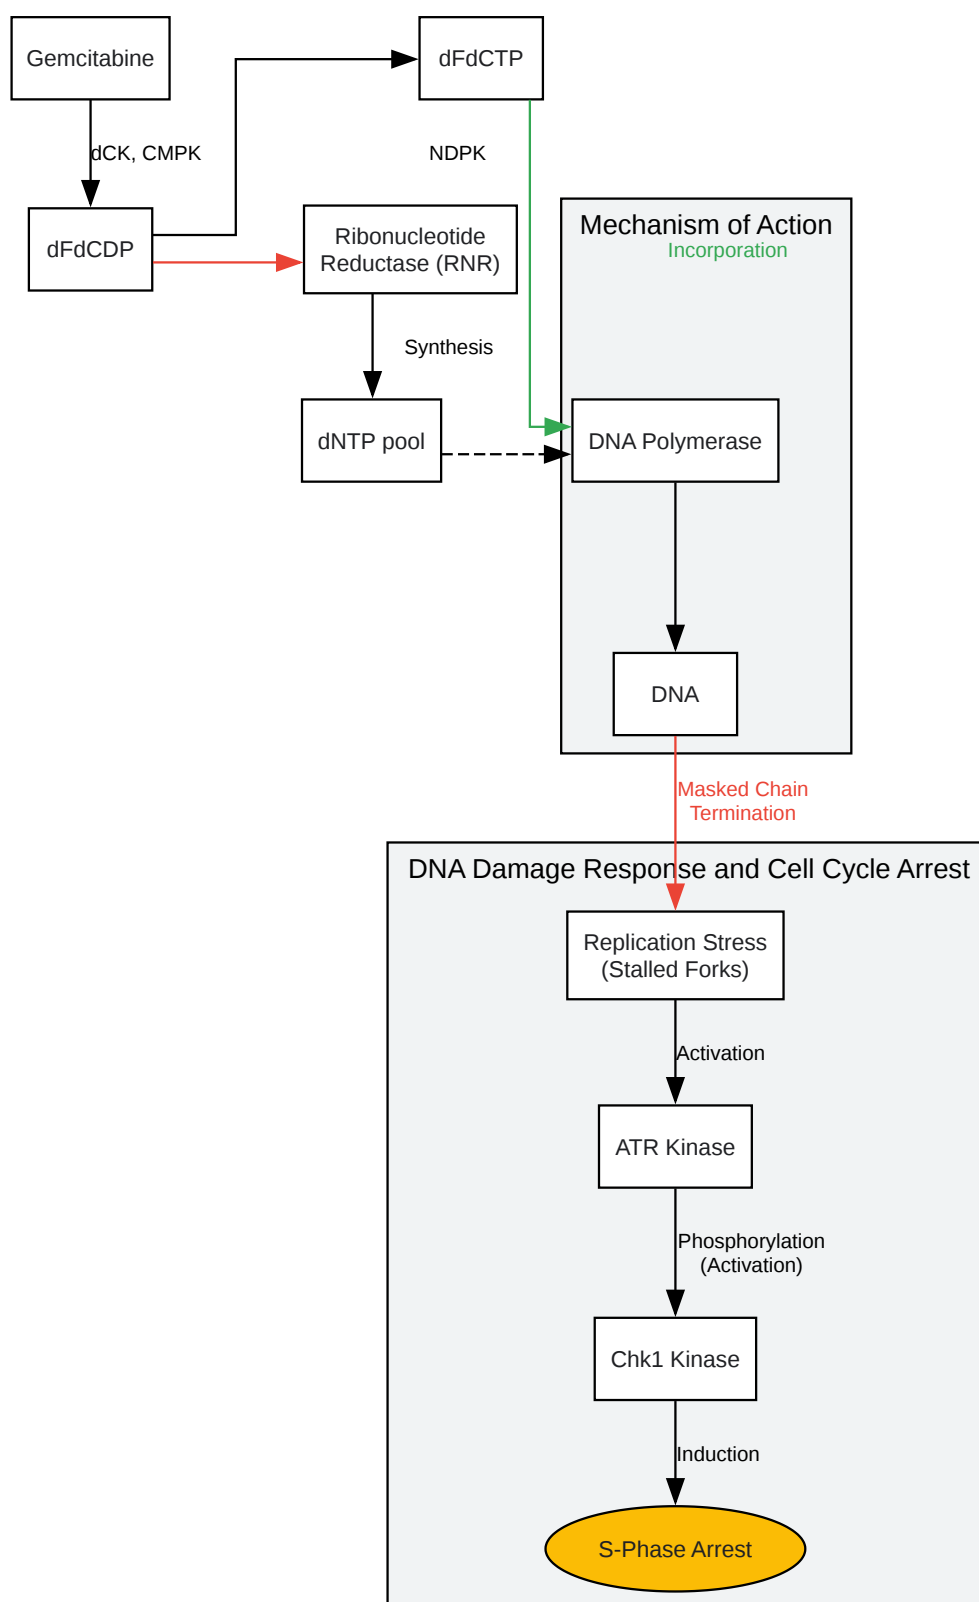 Gemcitabine
dFdCTP
dCK, CMPK
NDPK
dFdCDP
Ribonucleotide
Reductase (RNR)
Mechanism of Action
Incorporation
Synthesis
dNTP pool
DNA Polymerase
DNA
Masked Chain
Termination
DNA Damage Response and Cell Cycle Arrest
Replication Stress
(Stalled Forks)
Activation
ATR Kinase
Phosphorylation
(Activation)
Chk1 Kinase
Induction
S-Phase Arrest